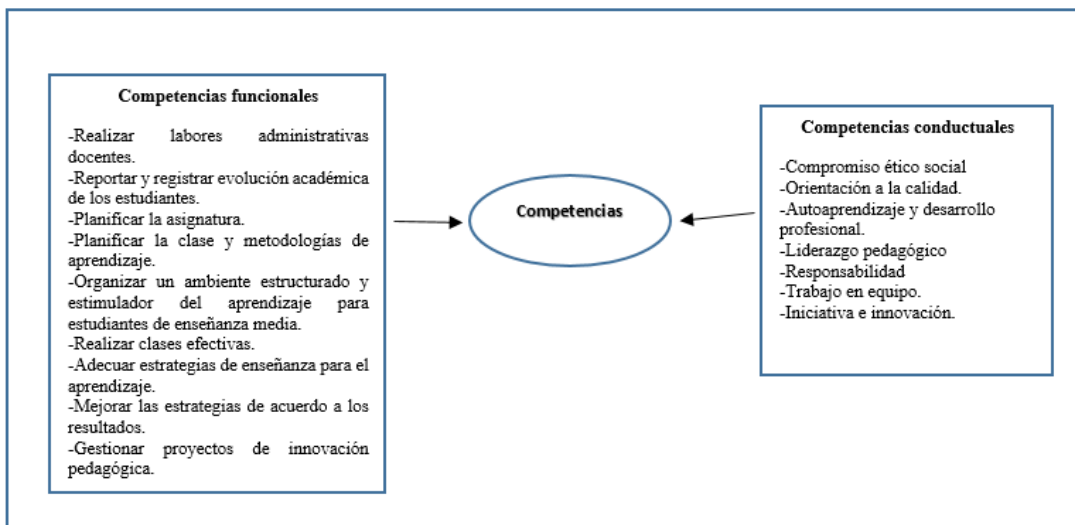 Competencias funcionales
-Realizar labores administrativas
docentes.
-Reportar y registrar evolución académica
de los estudiantes.
-Planificar la asignatura.
-Planificar la clase y metodologías de
aprendizaje.
-Organizar un ambiente estructurado y
estimulador del aprendizaje para
estudiantes de enseñanza media.
-Realizar clases efectivas.
-Adecuar estrategias de enseñanza para el
aprendizaje.
-Mejorar las estrategias de acuerdo a los
resultados.
-Gestionar proyectos de innovación
pedagógica.
Competencias
Competencias conductuales
-Compromiso ético social
-Orientación a la calidad.
-Autoaprendizaje y desarrollo
profesional.
-Liderazgo pedagógico
-Responsabilidad
-Trabajo en equipo.
-Iniciativa e innovación.